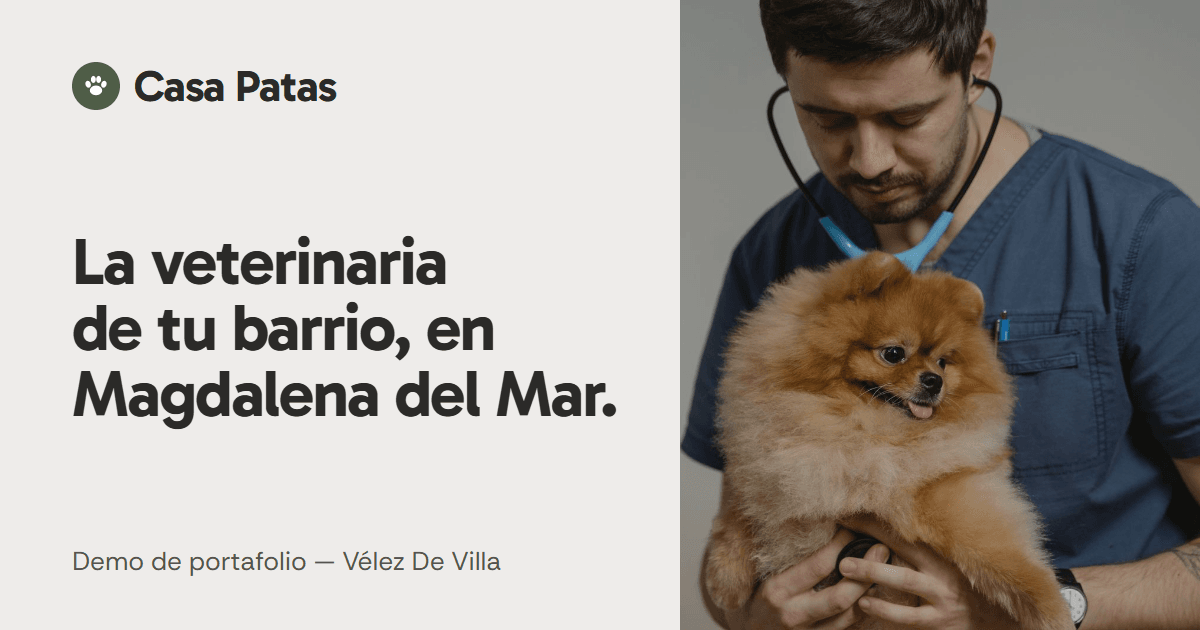 Casa Patas
La veterinaria
de tu barrio, en
Magdalena del Mar.
Demo de portafolio — Vélez De Villa